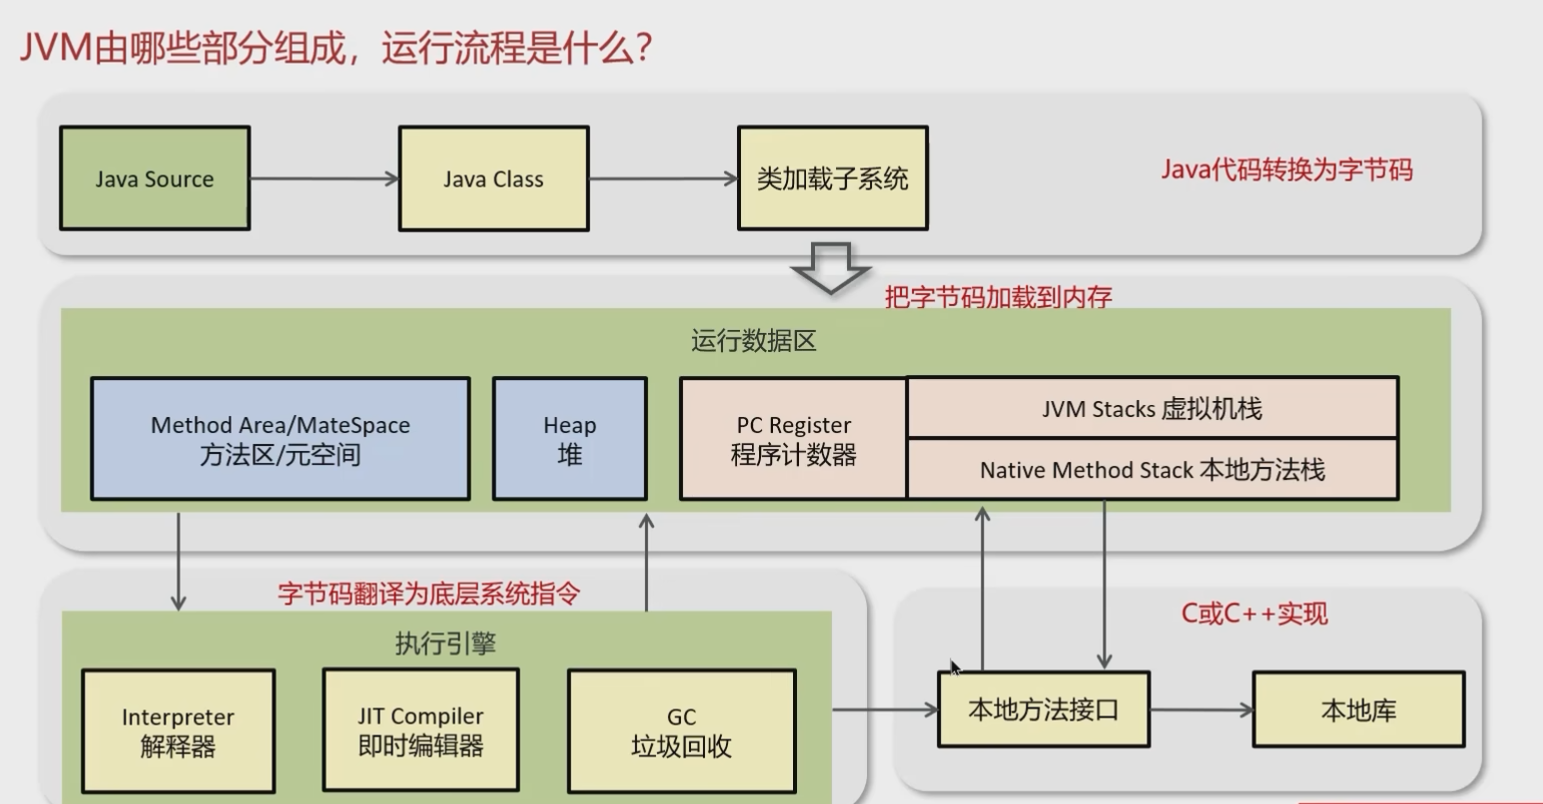 JVM由哪些部分组成，运行流程是什么？
Java Source
Java Class
类加载子系统
Java代码转换为字节码
把字节码加载到内存
运行数据区
Method Area/MateSpace
方法区/元空间
Heap
堆
PC Register
程序计数器
JVM Stacks 虚拟机栈
Native Method Stack 本地方法栈
字节码翻译为底层系统指令
执行引擎
Interpreter
解释器
JIT Compiler
即时编辑器
GC
垃圾回收
C或C++实现
本地方法接口
本地库